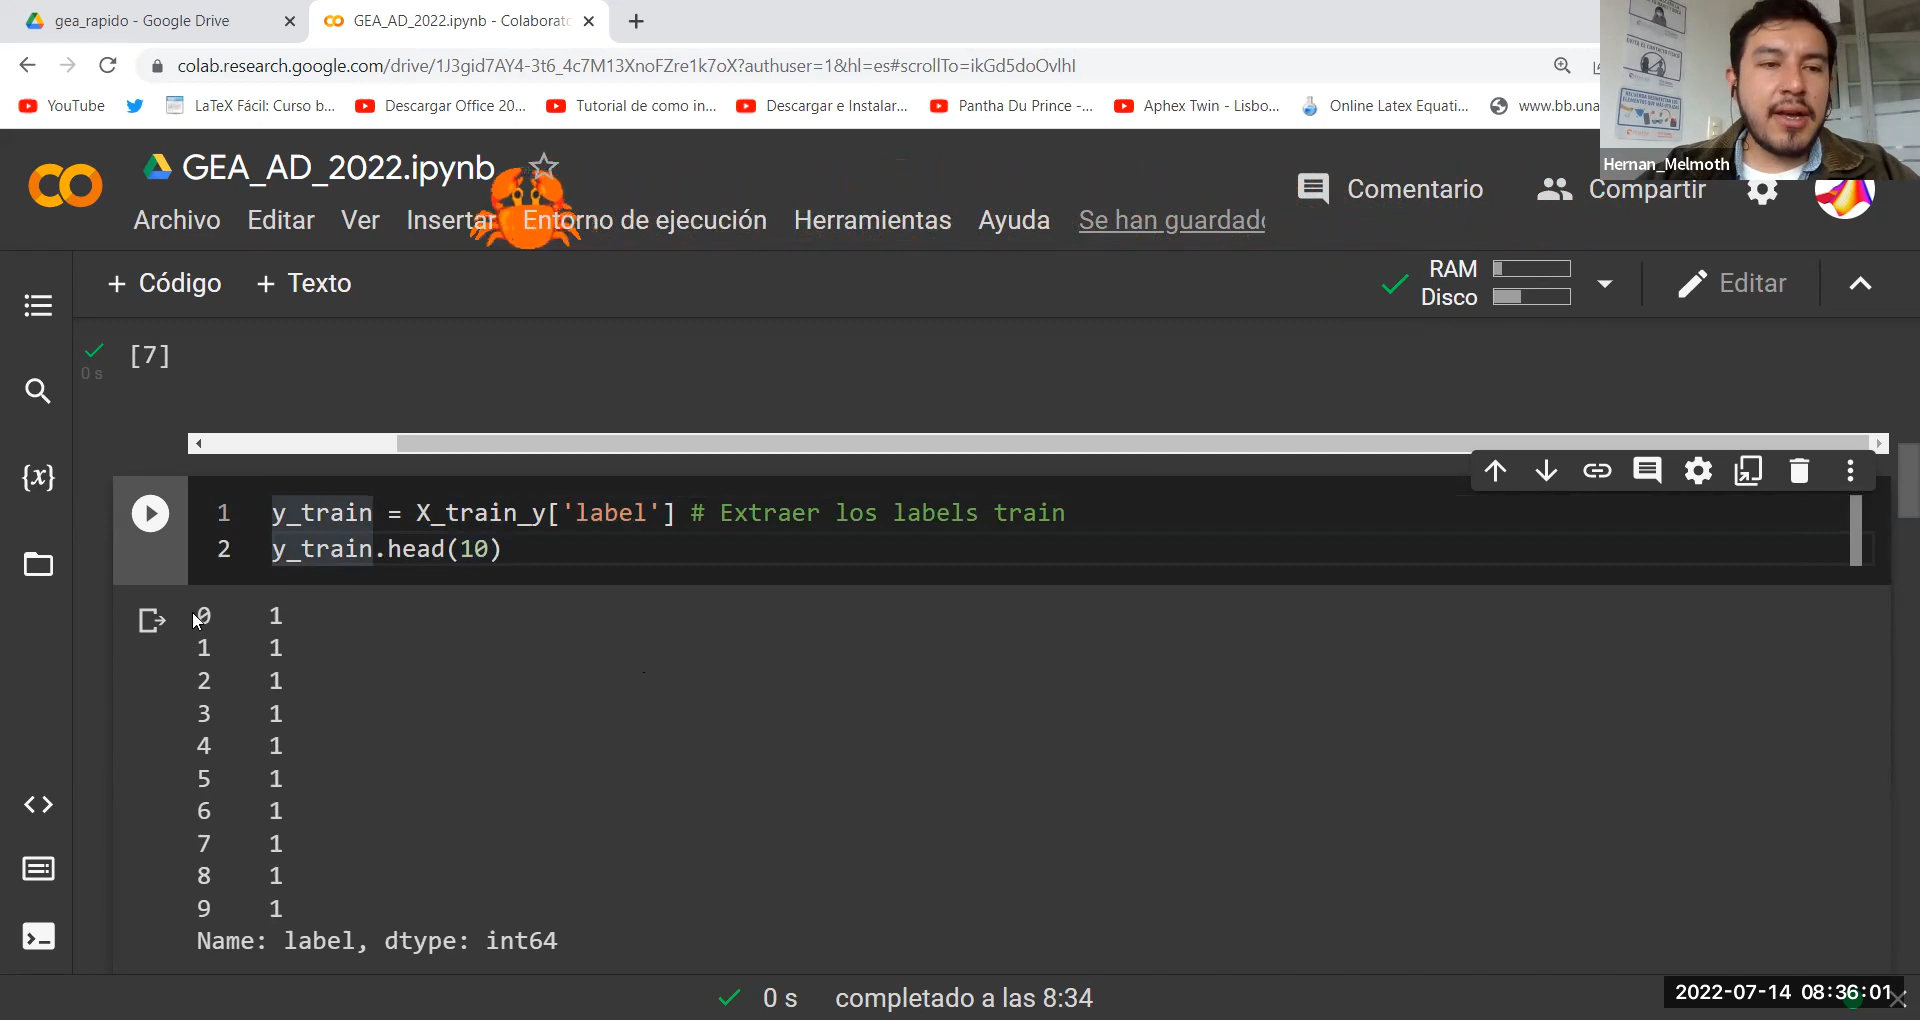 gea_rapido - Google Drive
GEA_AD_2022.ipynb - Colaborato
colab.research.google.com/drive/1J3gid7AY4-3t6_4c7M13XnoFZre1k7oX?authuser=1&hl=es#scrollTo=ikGd5doOvlhI
YouTube
LaTeX Fácil: Curso b...
Descargar Office 20...
Tutorial de como in...
Descargar e Instalar...
Pantha Du Prince -...
Aphex Twin - Lisbo...
Online Latex Equati...
www.bb.una
Hernan_Melmoth
GEA_AD_2022.ipynb
Comentario
Compartir
Archivo Editar Ver Insertar Entorno de ejecución Herramientas Ayuda Se han guardado
+ Código + Texto
RAM
Disco
Editar
[7]
0 s
{x}
1 y_train = X_train_y['label'] # Extraer los labels train
2 y_train.head(10)
0 1
1 1
2 1
3 1
4 1
5 1
6 1
7 1
8 1
9 1
Name: label, dtype: int64
0 s completado a las 8:34
2022-07-14 08:36:01